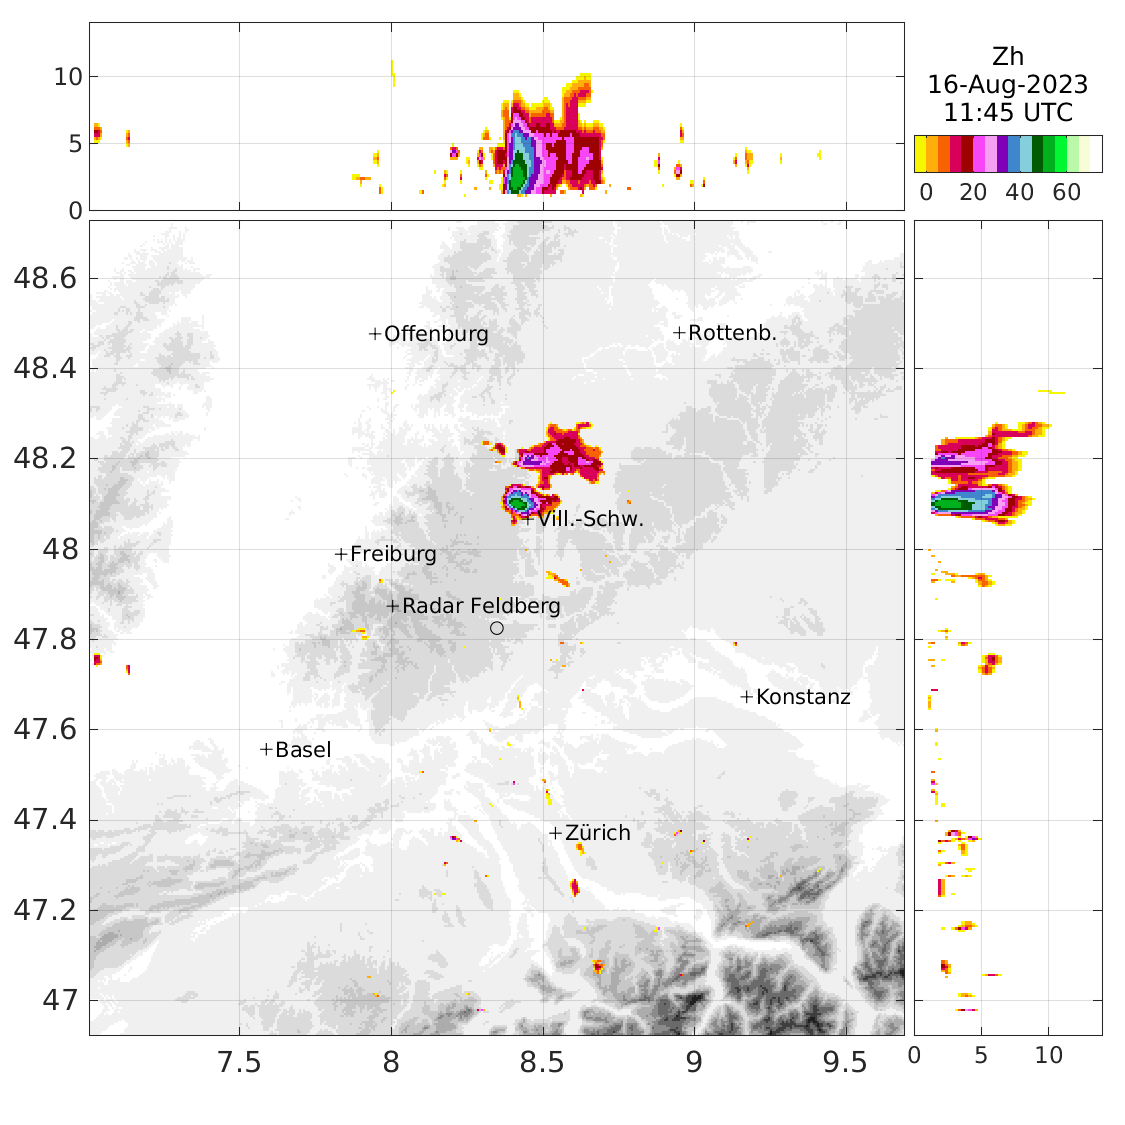 10
5
0
Zh
16-Aug-2023
11:45 UTC
0 20 40 60
48.6
48.4
48.2
48
47.8
47.6
47.4
47.2
47
Offenburg
Rottenb.
Vill.-Schw.
Freiburg
Radar Feldberg
Konstanz
Basel
Zürich
7.5 8 8.5 9 9.5
0 5 10